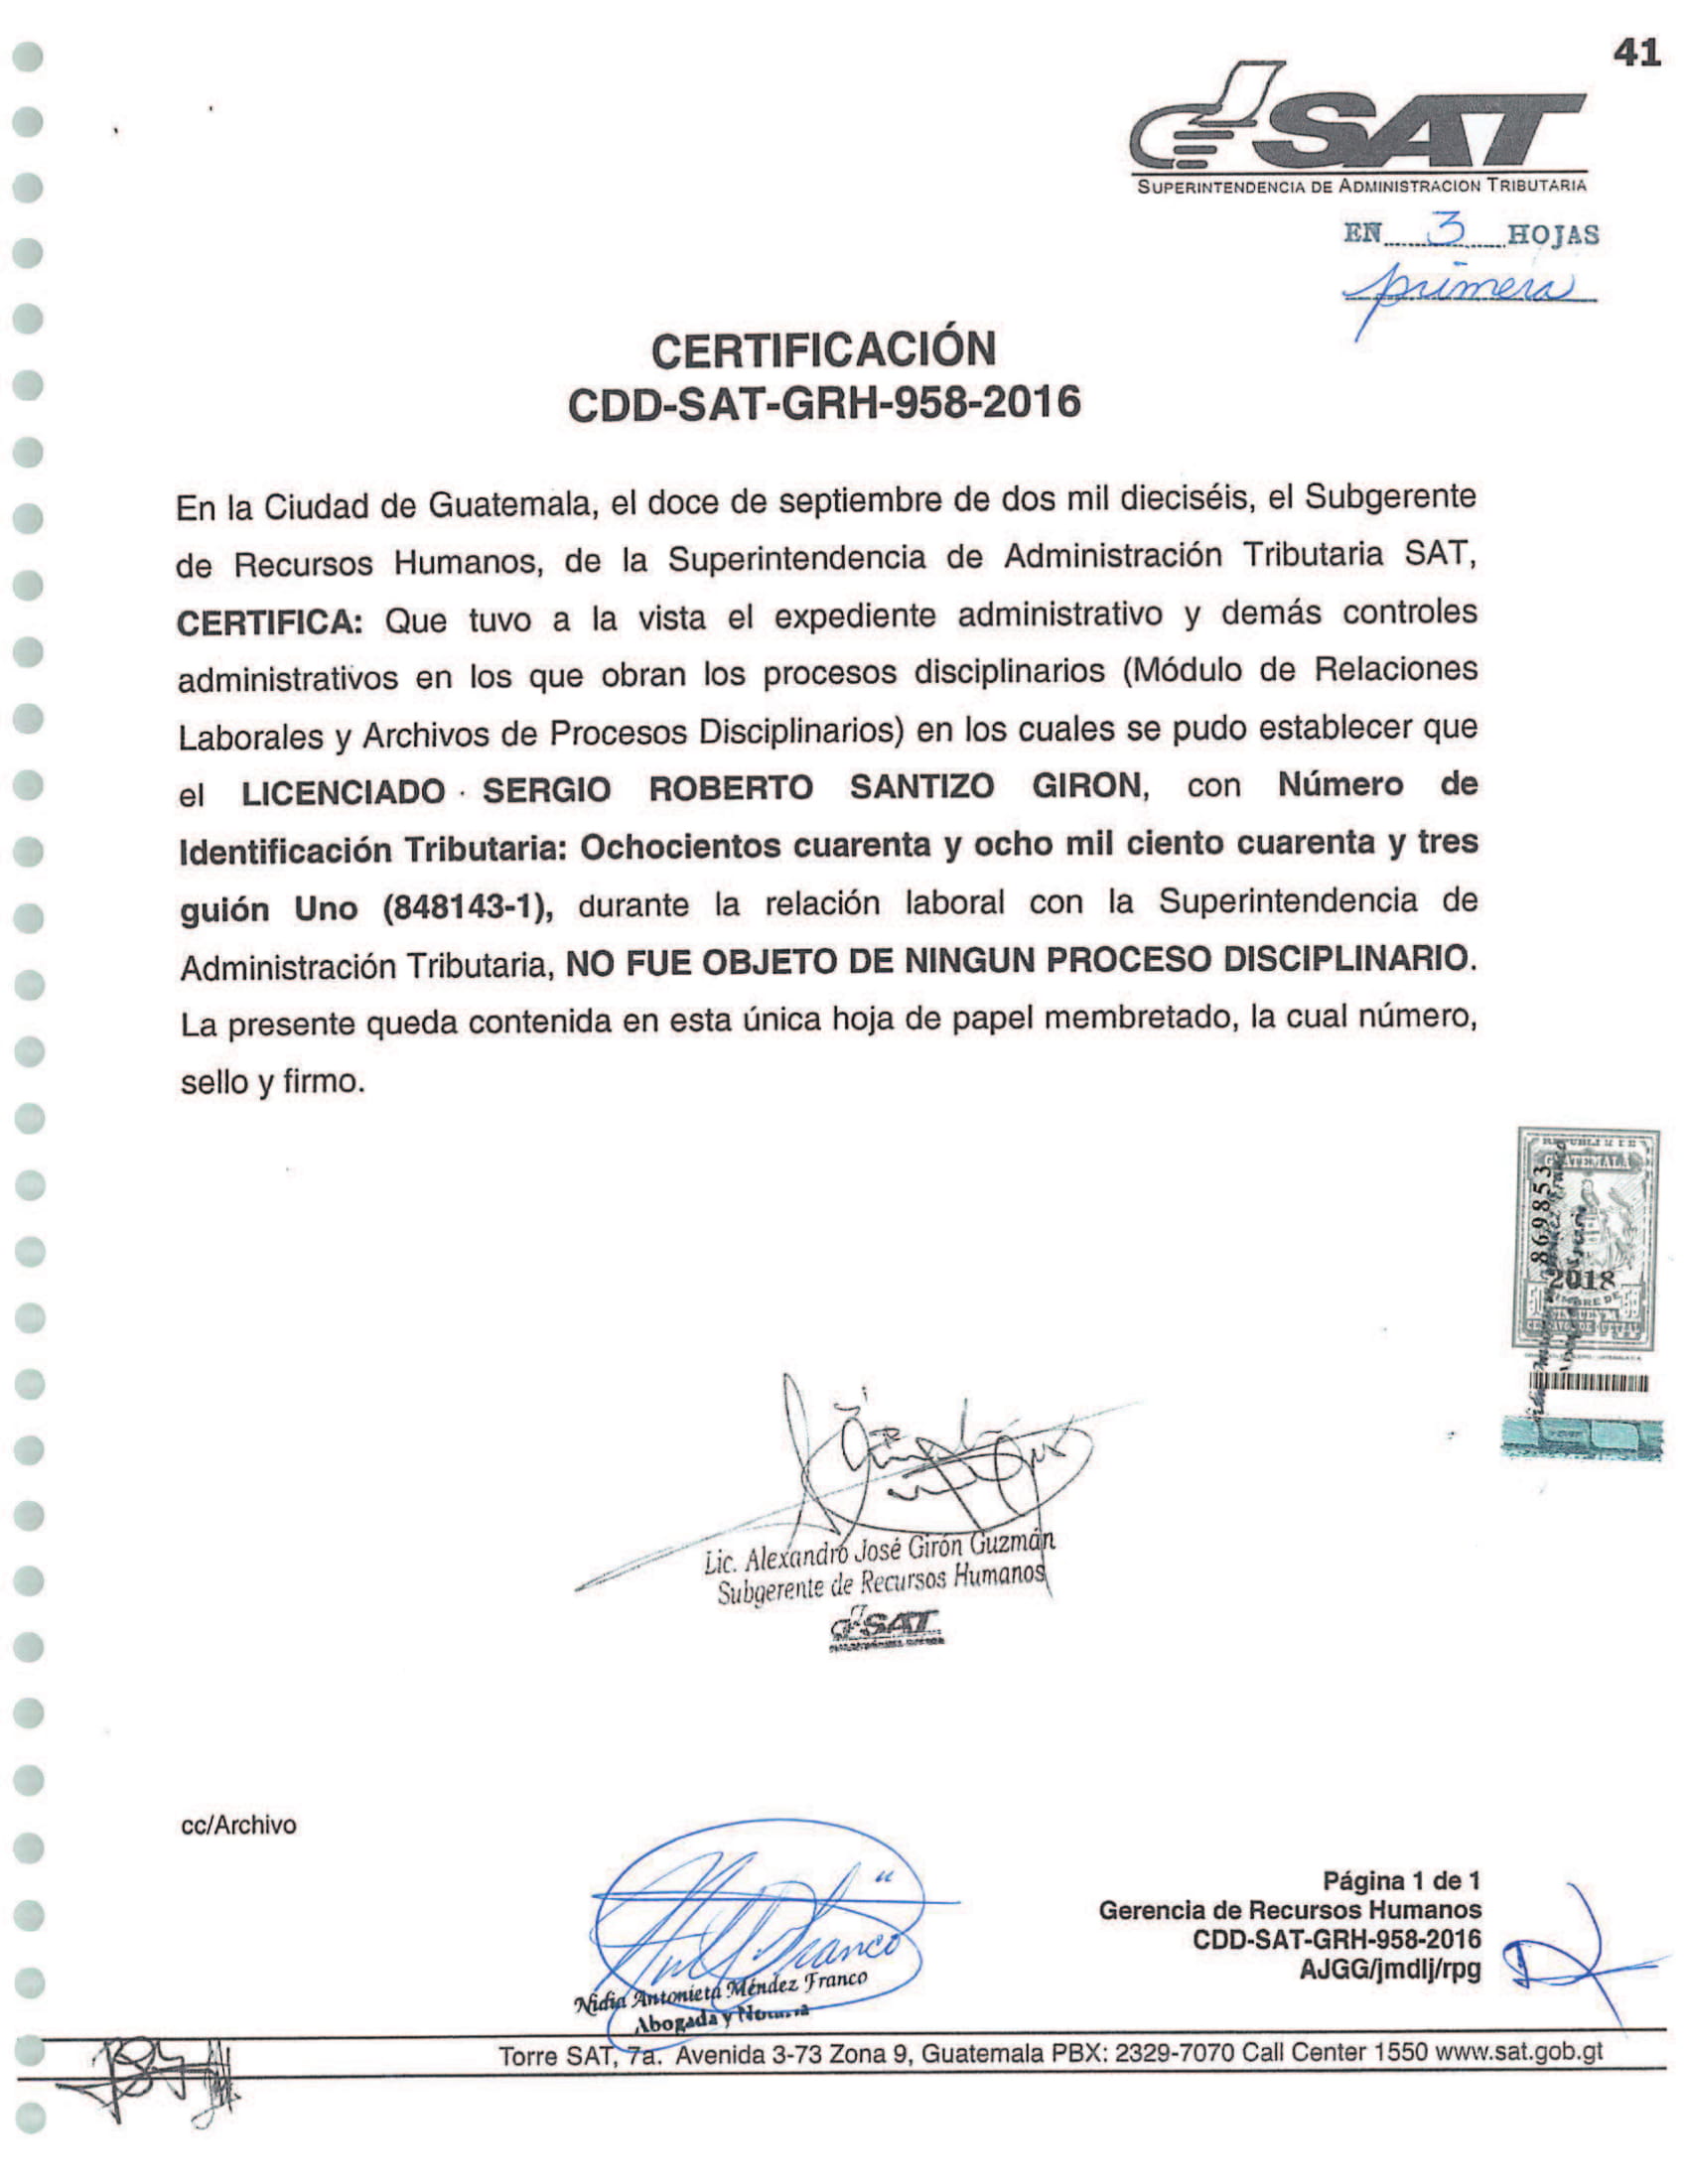 41
SAT
SUPERINTENDENCIA DE ADMINISTRACION TRIBUTARIA
EN 3 HOJAS
primera
CERTIFICACIÓN
CDD-SAT-GRH-958-2016
En la Ciudad de Guatemala, el doce de septiembre de dos mil dieciséis, el Subgerente
de Recursos Humanos, de la Superintendencia de Administración Tributaria SAT,
CERTIFICA: Que tuvo a la vista el expediente administrativo y demás controles
administrativos en los que obran los procesos disciplinarios (Módulo de Relaciones
Laborales y Archivos de Procesos Disciplinarios) en los cuales se pudo establecer que
el LICENCIADO SERGIO ROBERTO SANTIZO GIRON, con Número de
Identificación Tributaria: Ochocientos cuarenta y ocho mil ciento cuarenta y tres
guión Uno (848143-1), durante la relación laboral con la Superintendencia de
Administración Tributaria, NO FUE OBJETO DE NINGUN PROCESO DISCIPLINARIO.
La presente queda contenida en esta única hoja de papel membretado, la cual número,
sello y firmo.
REPUBLICA DE
GUATEMALA
869853
2018
Lic. Alexandro José Girón Guzmán
Subgerente de Recursos Humanos
SAT
cc/Archivo
Nidia Antonieta Méndez Franco
Abogada y Notaria
Página 1 de 1
Gerencia de Recursos Humanos
CDD-SAT-GRH-958-2016
AJGG/jmdlj/rpg
Torre SAT, 7a. Avenida 3-73 Zona 9, Guatemala PBX: 2329-7070 Call Center 1550 www.sat.gob.gt